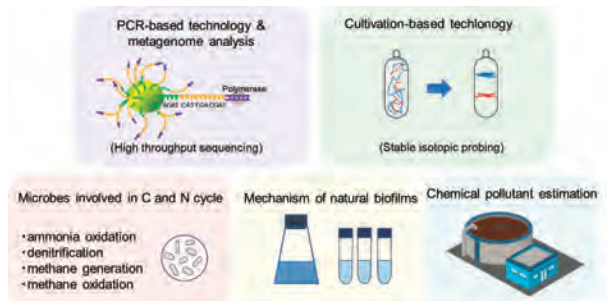 PCR-based technology &
metagenome analysis
Polymerase
(High throughput sequencing)
Cultivation-based techlonogy
(Stable isotopic probing)
Microbes involved in C and N cycle
・ammonia oxidation
・denitrification
・methane generation
・methane oxidation
Mechanism of natural biofilms
Chemical pollutant estimation